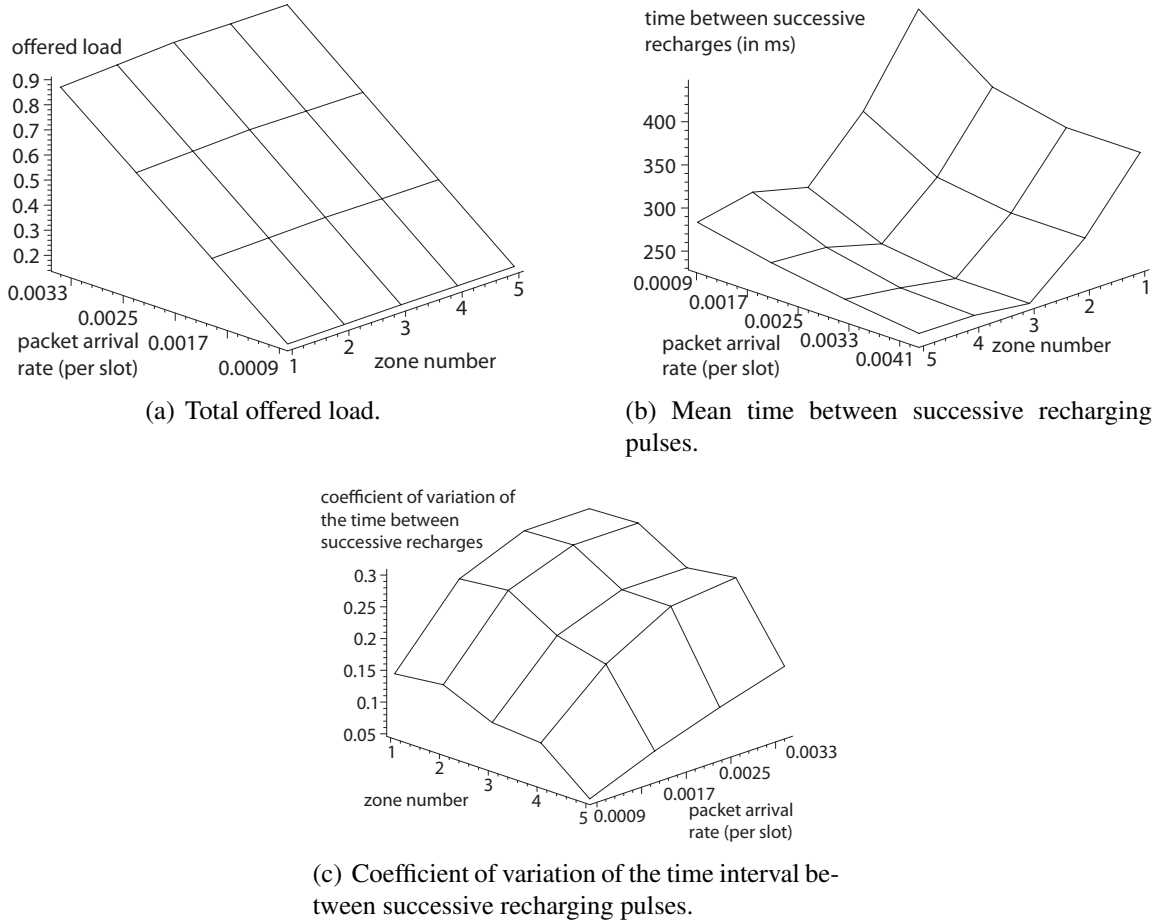 offered load
0.9
0.8
0.7
0.6
0.5
0.4
0.3
0.2
0.0033
0.0025
0.0017
0.0009
packet arrival
rate (per slot)
1
2
3
4
5
zone number
(a) Total offered load.
time between successive
recharges (in ms)
400
350
300
250
0.0009
0.0017
0.0025
0.0033
0.0041
packet arrival
rate (per slot)
5
4
3
2
1
zone number
(b) Mean time between successive recharging
pulses.
coefficient of variation of
the time between
successive recharges
0.3
0.25
0.2
0.15
0.1
0.05
1
2
3
4
5
zone number
0.0009
0.0017
0.0025
0.0033
packet arrival
rate (per slot)
(c) Coefficient of variation of the time interval be-
tween successive recharging pulses.